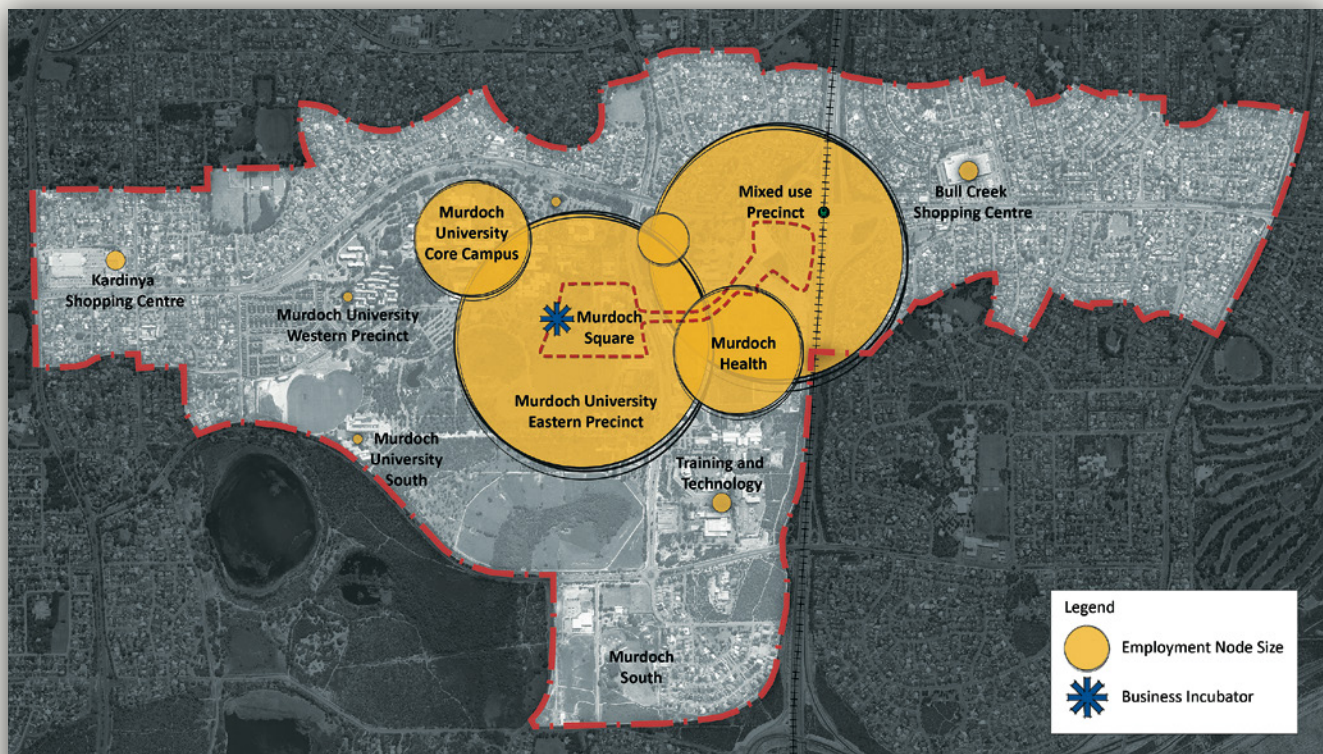 Mixed use
Precinct
Bull Creek
Shopping Centre
Murdoch
University
Core Campus
Kardinya
Shopping Centre
Murdoch University
Western Precinct
Murdoch
Square
Murdoch
Health
Murdoch University
Eastern Precinct
Murdoch
University
South
Training and
Technology
Murdoch
South
Legend
Employment Node Size
Business Incubator